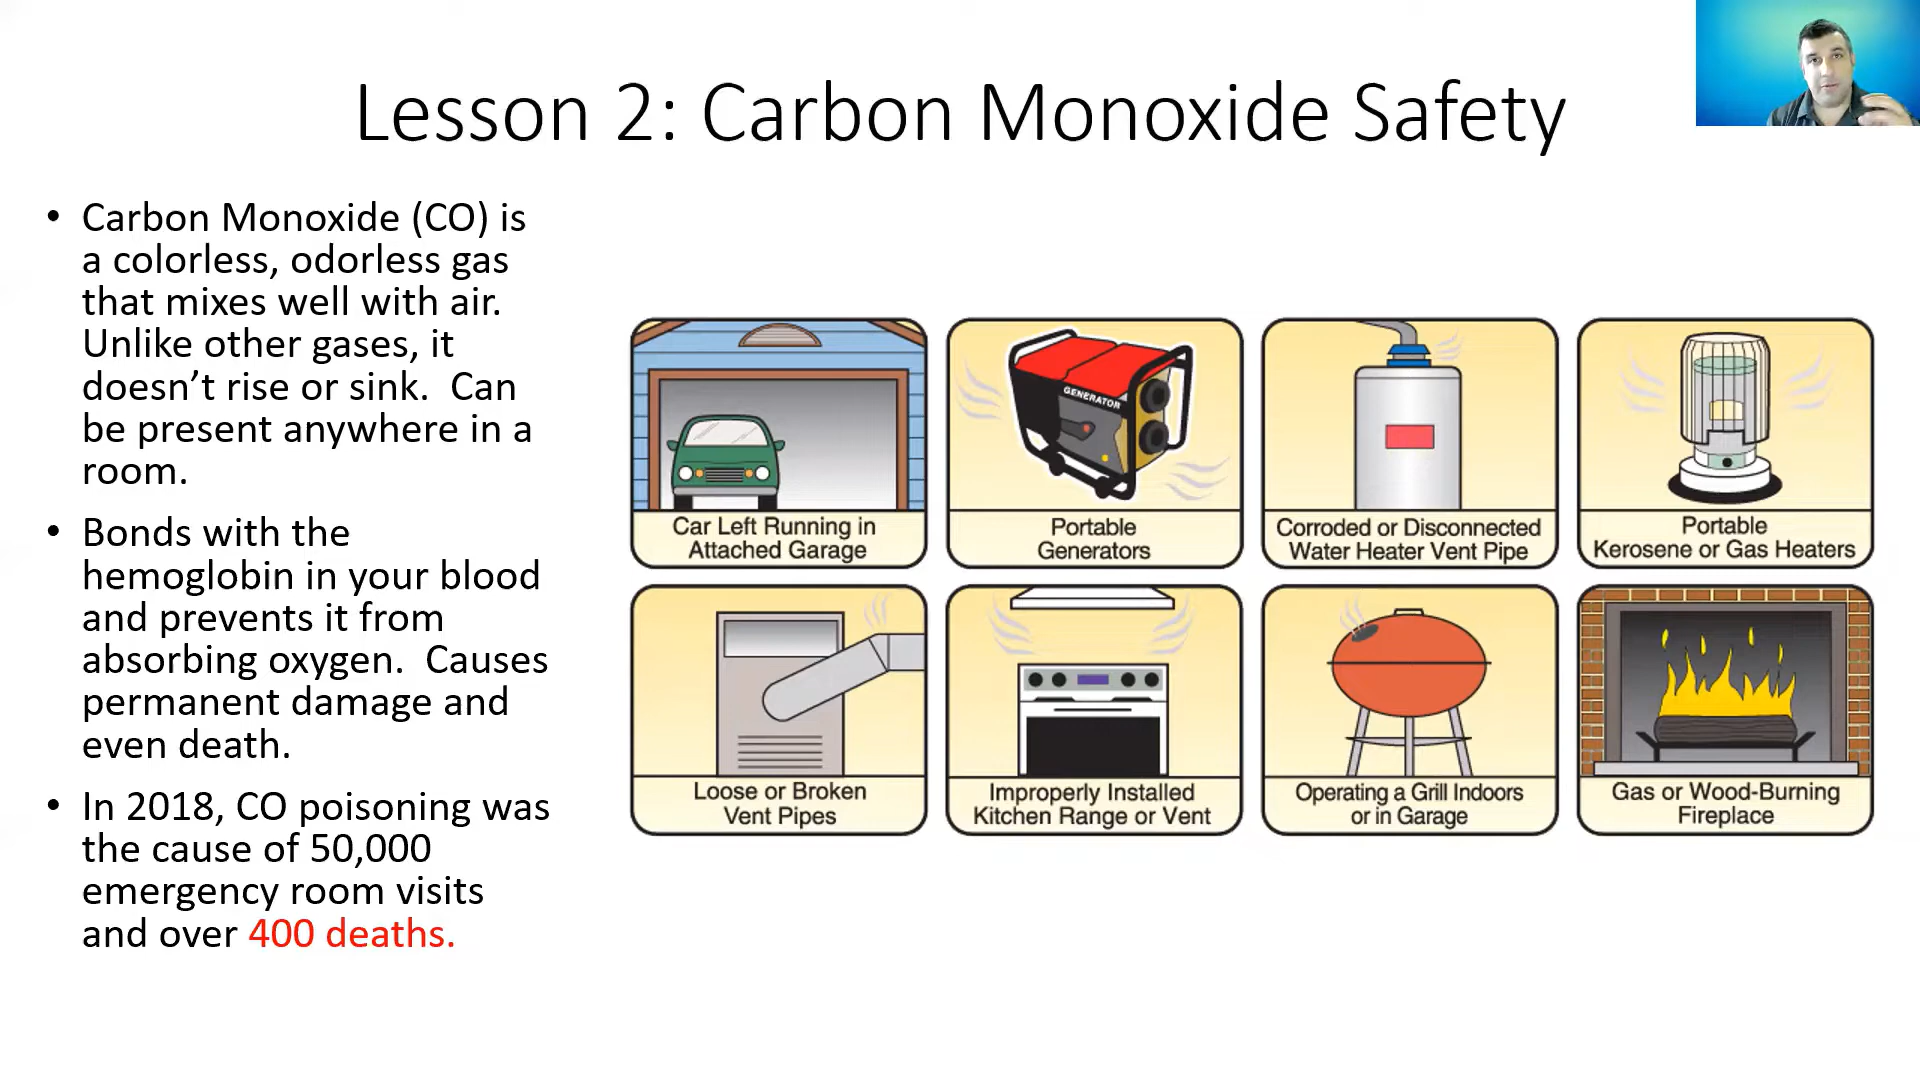 Lesson 2: Carbon Monoxide Safety
• Carbon Monoxide (CO) is
a colorless, odorless gas
that mixes well with air.
Unlike other gases, it
doesn’t rise or sink.  Can
be present anywhere in a
room.
• Bonds with the
hemoglobin in your blood
and prevents it from
absorbing oxygen.  Causes
permanent damage and
even death.
• In 2018, CO poisoning was
the cause of 50,000
emergency room visits
and over 400 deaths.
Car Left Running in
Attached Garage
GENERATOR
Portable
Generators
Corroded or Disconnected
Water Heater Vent Pipe
Portable
Kerosene or Gas Heaters
Loose or Broken
Vent Pipes
Improperly Installed
Kitchen Range or Vent
Operating a Grill Indoors
or in Garage
Gas or Wood-Burning
Fireplace